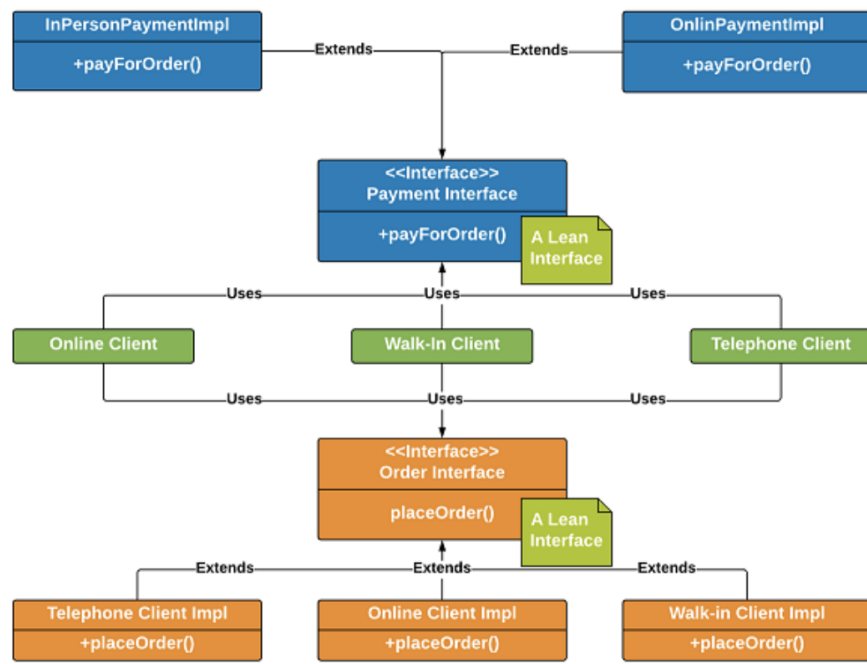 InPersonPaymentImpl
+payForOrder()
OnlinPaymentImpl
+payForOrder()
Extends
Extends
<<Interface>>
Payment Interface
+payForOrder()
A Lean
Interface
Uses
Uses
Uses
Online Client
Walk-In Client
Telephone Client
Uses
Uses
Uses
<<Interface>>
Order Interface
placeOrder()
A Lean
Interface
Extends
Extends
Extends
Telephone Client Impl
+placeOrder()
Online Client Impl
+placeOrder()
Walk-in Client Impl
+placeOrder()